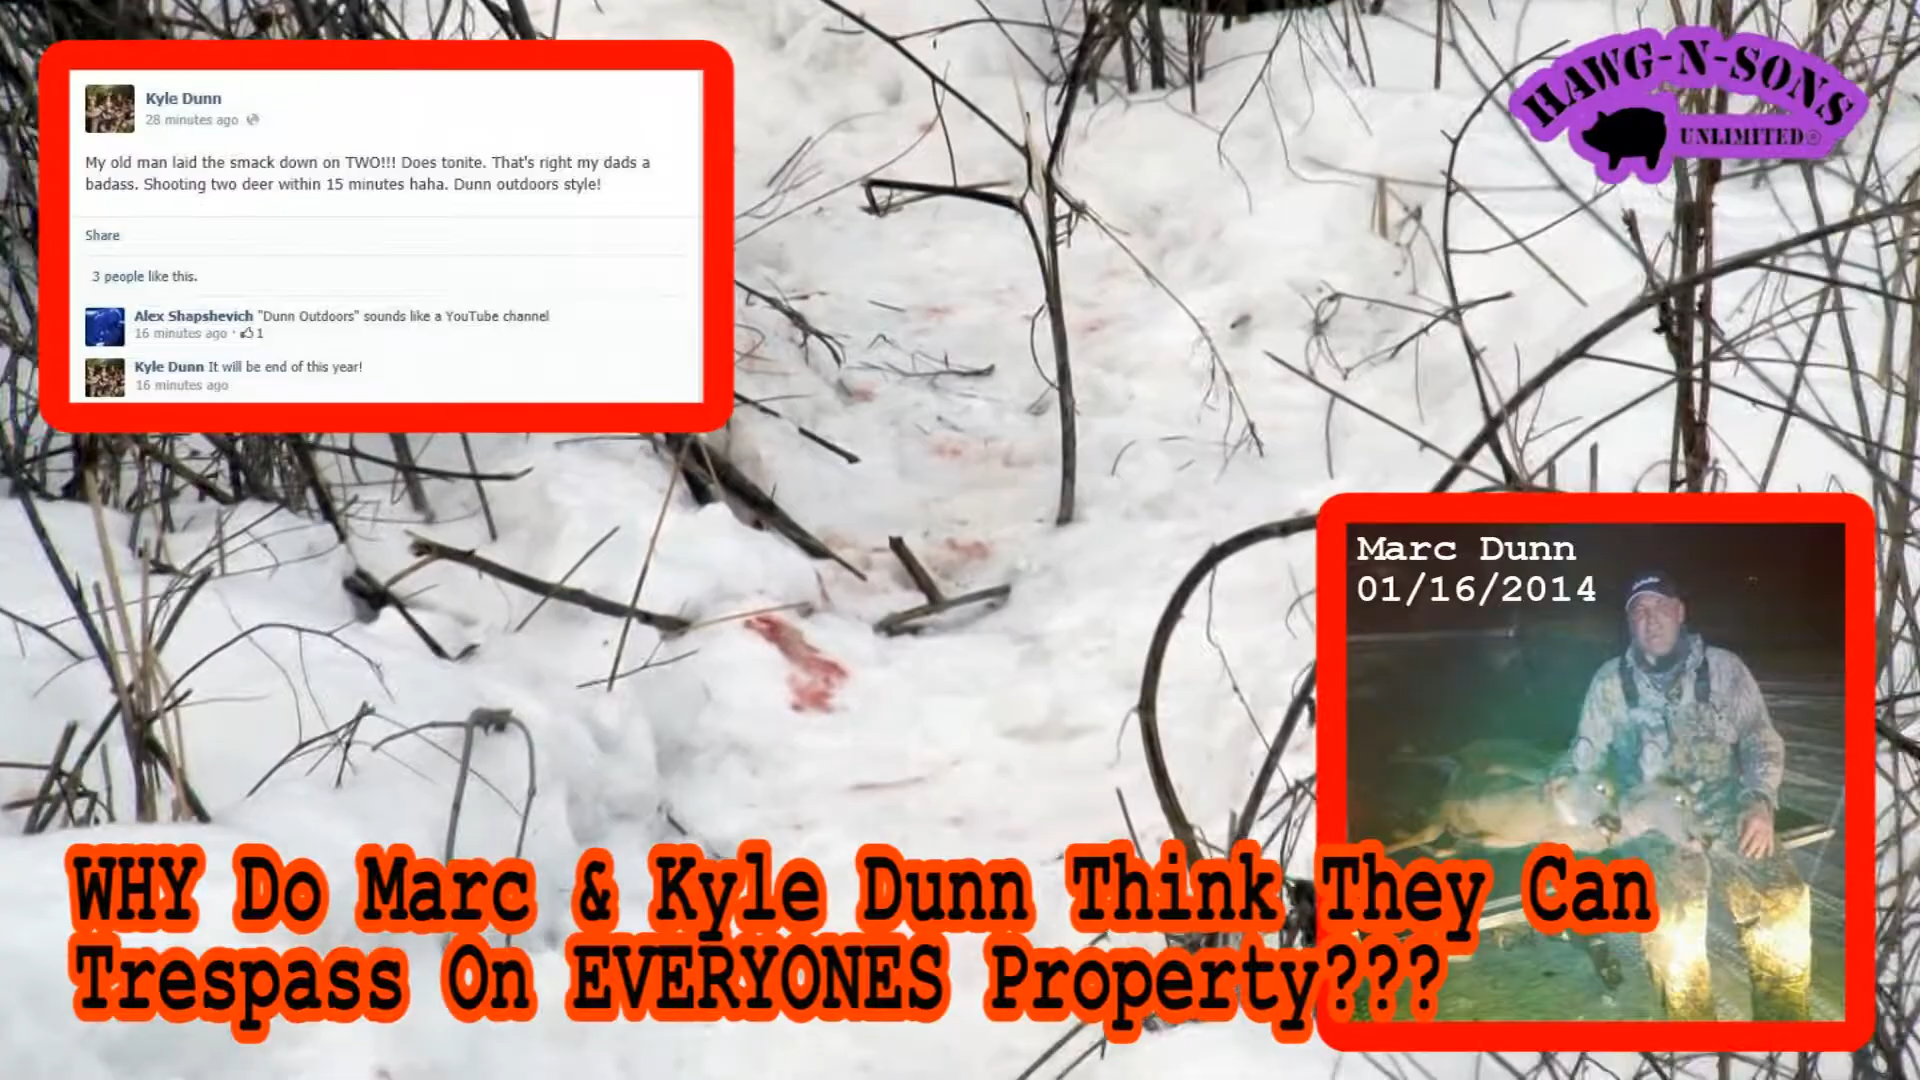 Kyle Dunn
28 minutes ago
My old man laid the smack down on TWO!!! Does tonite. That's right my dads a
badass. Shooting two deer within 15 minutes haha. Dunn outdoors style!
Share
3 people like this.
Alex Shapshevich "Dunn Outdoors" sounds like a YouTube channel
16 minutes ago · 1
Kyle Dunn It will be end of this year!
16 minutes ago
HAWG-N-SONS
UNLIMITED®
Marc Dunn
01/16/2014
WHY Do Marc & Kyle Dunn Think They Can
Trespass On EVERYONES Property???